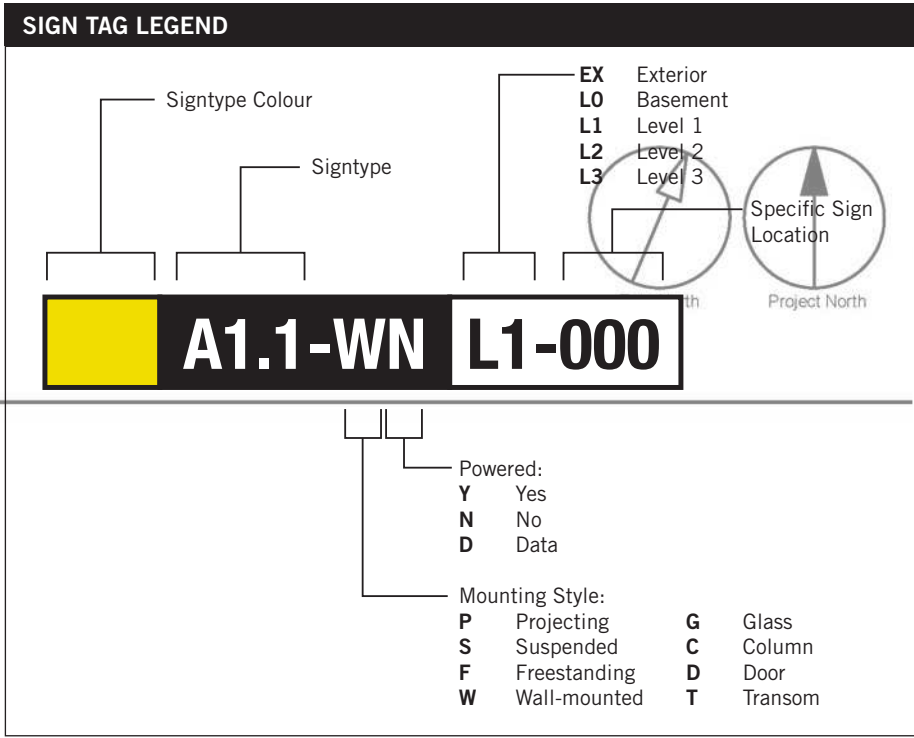 SIGN TAG LEGEND
EX Exterior
L0 Basement
L1 Level 1
L2 Level 2
L3 Level 3
Signtype Colour
Signtype
Specific Sign
Location
th
Project North
A1.1-WN L1-000
Powered:
Y Yes
N No
D Data
Mounting Style:
P Projecting G Glass
S Suspended C Column
F Freestanding D Door
W Wall-mounted T Transom